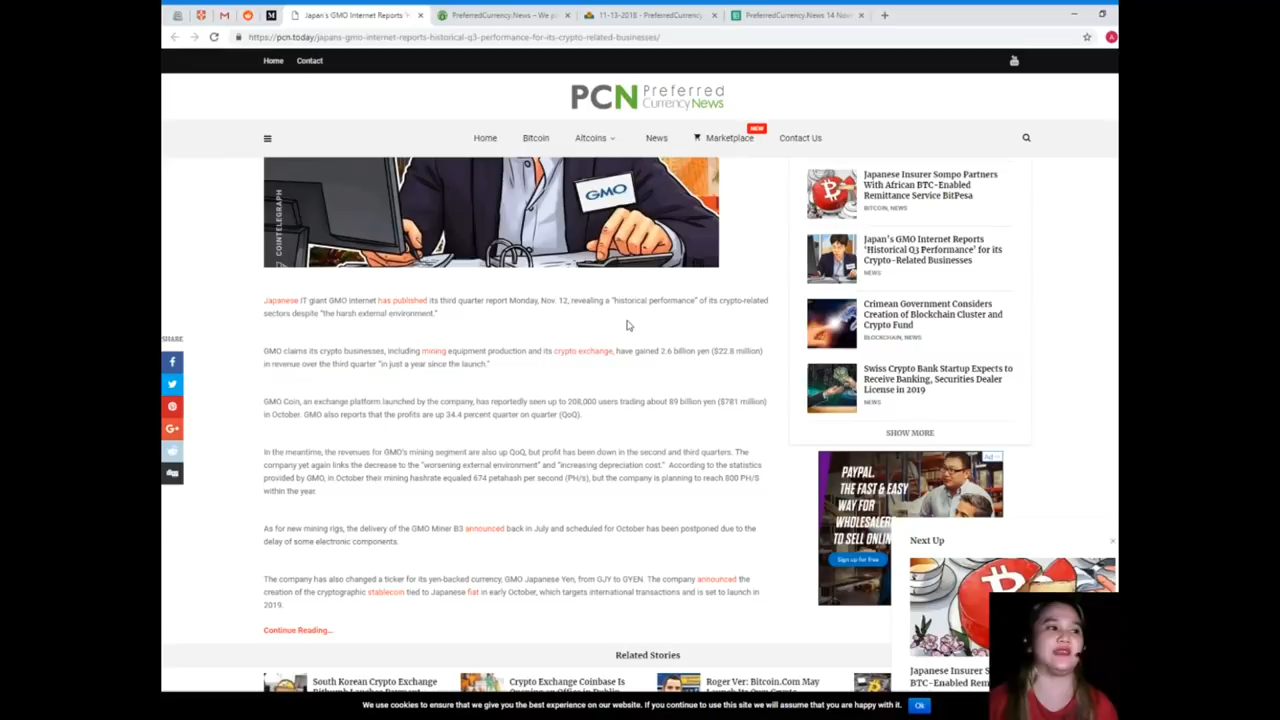 Japan's GMO Internet Reports '
PreferredCurrency.News – We p
11-13-2018 - PreferredCurrency
PreferredCurrency.News 14 Nov
https://pcn.today/japans-gmo-internet-reports-historical-q3-performance-for-its-crypto-related-businesses/
Home Contact
PCN Preferred
CurrencyNews
NEW
Home Bitcoin Altcoins News Marketplace Contact Us
COINTELEGRAPH
GMO
Japanese IT giant GMO internet has published its third quarter report Monday, Nov. 12, revealing a "historical performance" of its crypto-related
sectors despite "the harsh external environment."
GMO claims its crypto businesses, including mining equipment production and its crypto exchange, have gained 2.6 billion yen ($22.8 million)
in revenue over the third quarter "in just a year since the launch."
GMO Coin, an exchange platform launched by the company, has reportedly seen up to 208,000 users trading about 89 billion yen ($781 million)
in October. GMO also reports that the profits are up 34.4 percent quarter on quarter (QoQ).
In the meantime, the revenues for GMO's mining segment are also up QoQ, but profit has been down in the second and third quarters. The
company yet again links the decrease to the "worsening external environment" and "increasing depreciation cost." According to the statistics
provided by GMO, in October their mining hashrate equaled 674 petahash per second (PH/s), but the company is planning to reach 800 PH/S
within the year.
As for new mining rigs, the delivery of the GMO Miner B3 announced back in July and scheduled for October has been postponed due to the
delay of some electronic components.
The company has also changed a ticker for its yen-backed currency, GMO Japanese Yen, from GJY to GYEN. The company announced the
creation of the cryptographic stablecoin tied to Japanese fiat in early October, which targets international transactions and is set to launch in
2019.
Continue Reading...
SHARE
Japanese Insurer Sompo Partners
With African BTC-Enabled
Remittance Service BitPesa
BITCOIN, NEWS
Japan's GMO Internet Reports
'Historical Q3 Performance' for its
Crypto-Related Businesses
NEWS
Crimean Government Considers
Creation of Blockchain Cluster and
Crypto Fund
BLOCKCHAIN, NEWS
Swiss Crypto Bank Startup Expects to
Receive Banking, Securities Dealer
License in 2019
NEWS
SHOW MORE
Ad
PAYPAL.
THE FAST & EASY
WAY FOR
WHOLESALER
TO SELL ONLIN
Sign up for free
Next Up
Japanese Insurer S
BTC-Enabled Rem
Related Stories
South Korean Crypto Exchange
Bithumb Launches Payment
Crypto Exchange Coinbase Is
Opening an Office in Dublin
Roger Ver: Bitcoin.Com May
Launch Its Own Crypto
We use cookies to ensure that we give you the best experience on our website. If you continue to use this site we will assume that you are happy with it. Ok